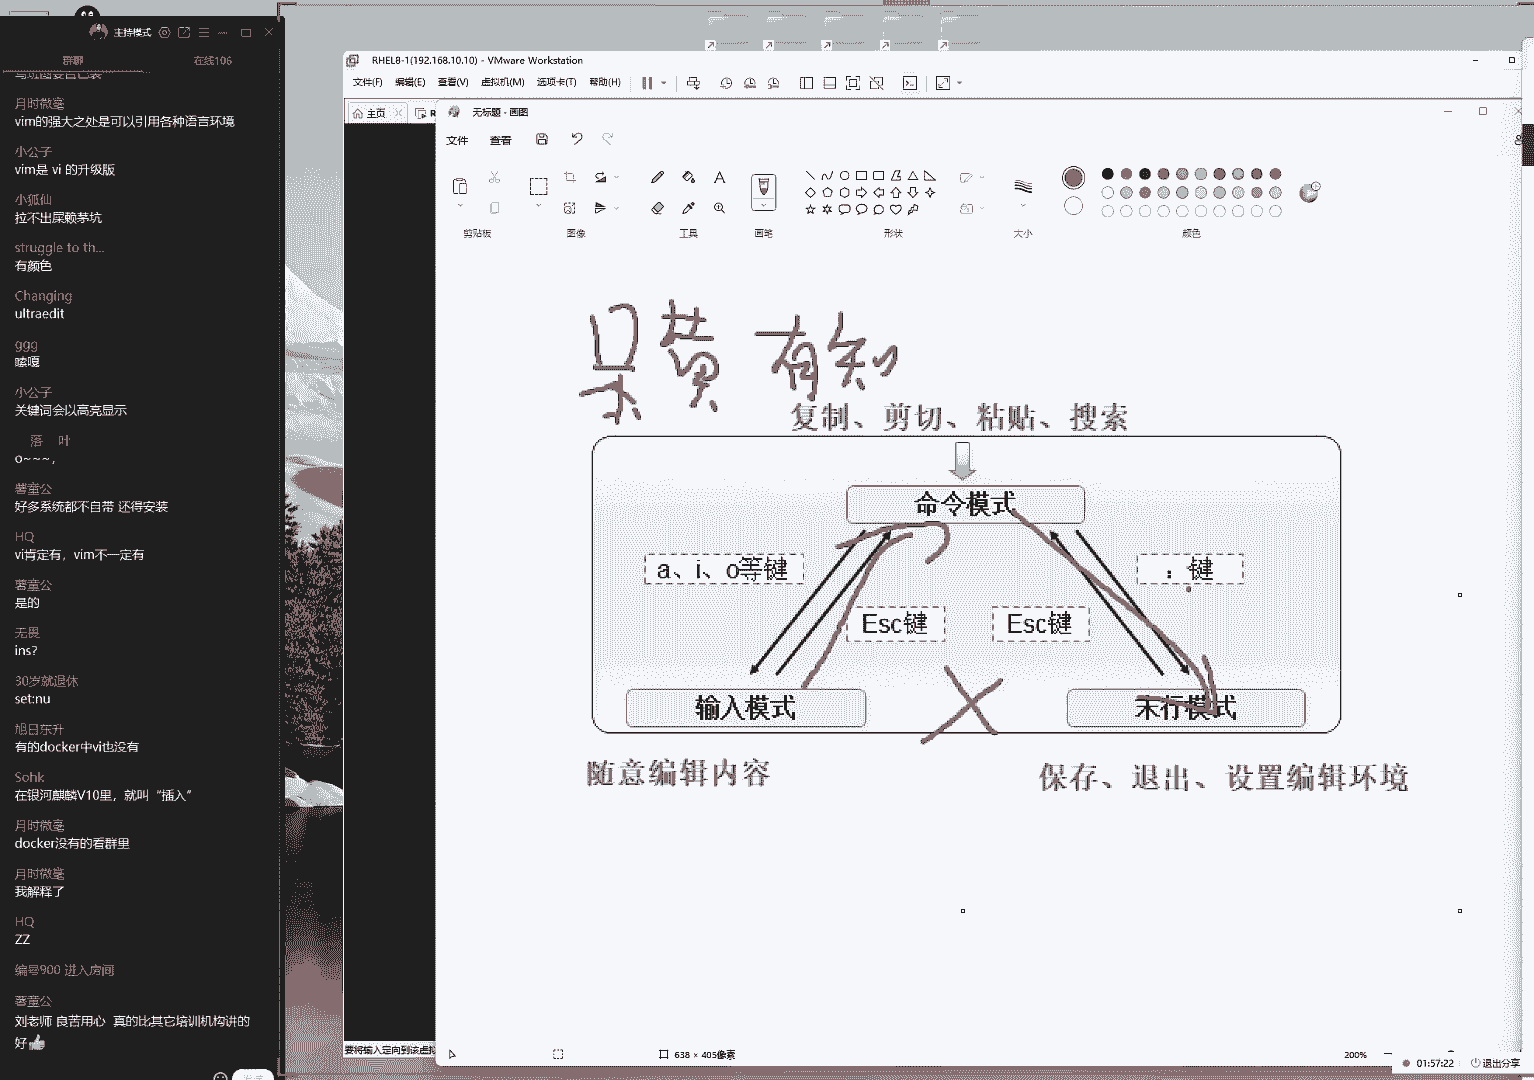 主持模式
群聊
在线106
月时微毫
vim的强大之处是可以引用各种语言环境
小公子
vim是 vi 的升级版
小狐仙
拉不出屎赖茅坑
struggle to th...
有颜色
Changing
ultraedit
ggg
嘻嘎
小公子
关键词会以高亮显示
落 叶
o~~~，
薯童公
好多系统都不自带 还得安装
HQ
vi肯定有，vim不一定有
薯童公
是的
无畏
ins?
30岁就退休
set:nu
旭日东升
有的docker中vi也没有
Sohk
在银河麒麟V10里，就叫“插入”
月时微毫
docker没有的看群里
月时微毫
我解释了
HQ
ZZ
编号900 进入房间
薯童公
刘老师 良苦用心 真的比其它培训机构讲的
好👍
RHEL8-1(192.168.10.10) - VMware Workstation
文件(F) 编辑(E) 查看(V) 虚拟机(M) 选项卡(T) 帮助(H)
主页
无标题 - 画图
文件 查看
剪贴板 图像 工具 画笔 形状 大小 颜色
黄 有知
复制、剪切、粘贴、搜索
命令模式
a、i、o等键
：键
Esc键 Esc键
输入模式 末行模式
随意编辑内容
保存、退出、设置编辑环境
要将输入定向到该虚拟
638 × 405像素
200%
01:57:22
退出分享